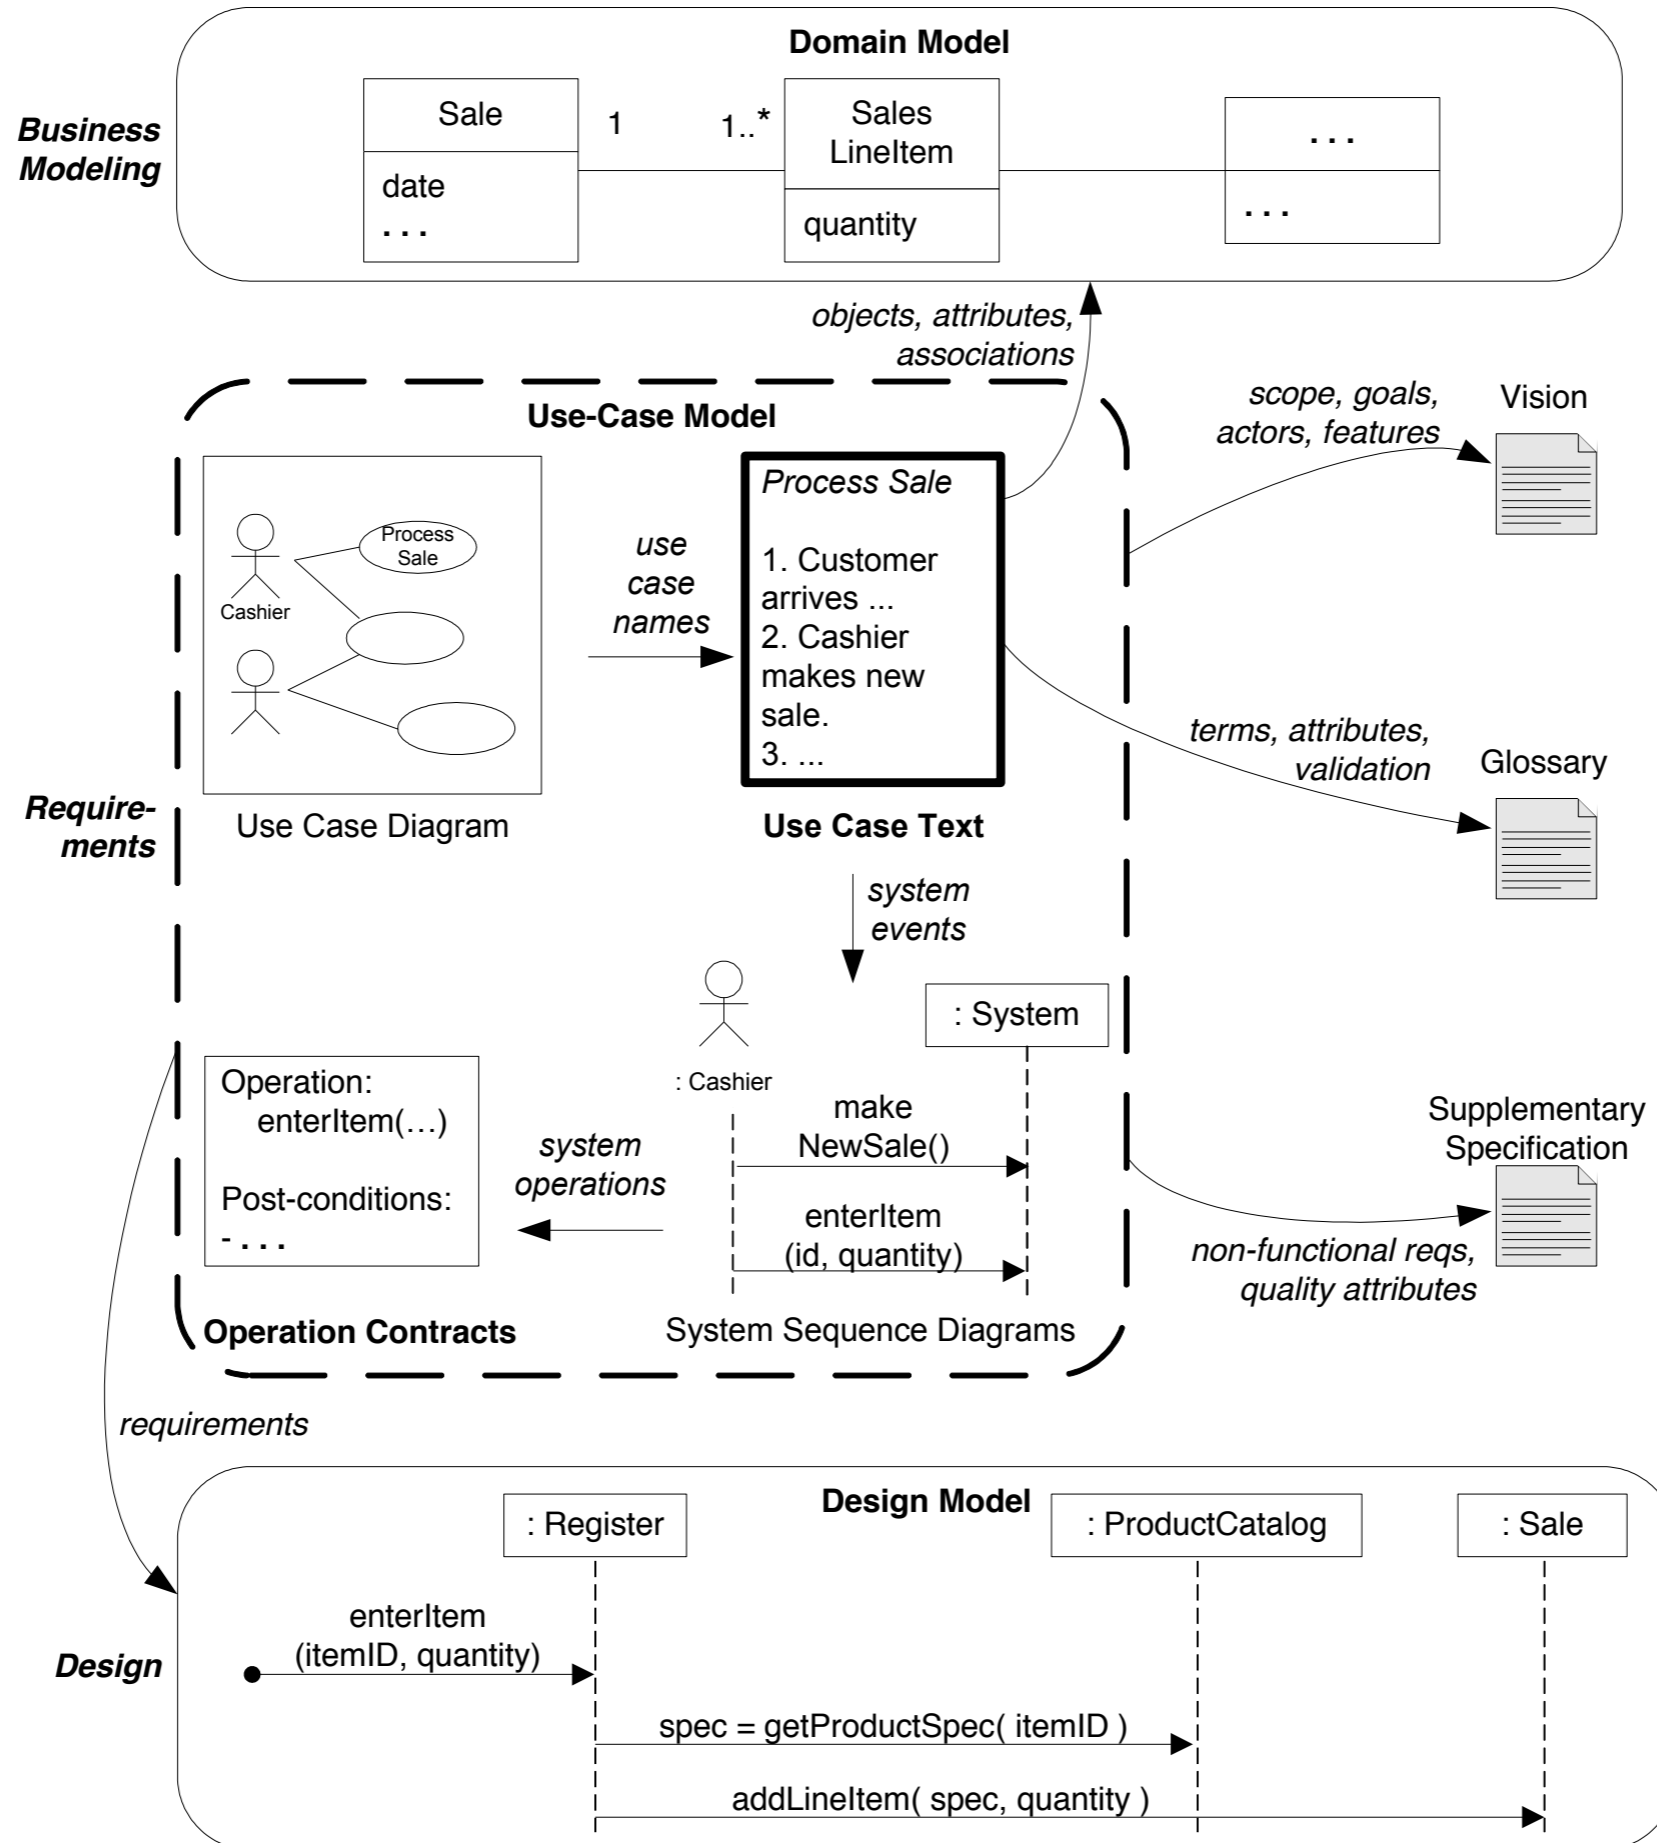 Domain Model
Business
Modeling
Sale
1
1..*
Sales
LineItem
. . .
date
. . .
quantity
. . .
objects, attributes,
associations
Use-Case Model
scope, goals,
actors, features
Vision
Process
Sale
Cashier
use
case
names
Process Sale
1. Customer
arrives ...
2. Cashier
makes new
sale.
3. ...
terms, attributes,
validation
Glossary
Require-
ments
Use Case Diagram
Use Case Text
system
events
: System
: Cashier
Operation:
enterItem(…)
Post-conditions:
- . . .
system
operations
make
NewSale()
enterItem
(id, quantity)
Supplementary
Specification
non-functional reqs,
quality attributes
Operation Contracts
System Sequence Diagrams
requirements
Design Model
: Register
: ProductCatalog
: Sale
enterItem
(itemID, quantity)
Design
spec = getProductSpec( itemID )
addLineItem( spec, quantity )